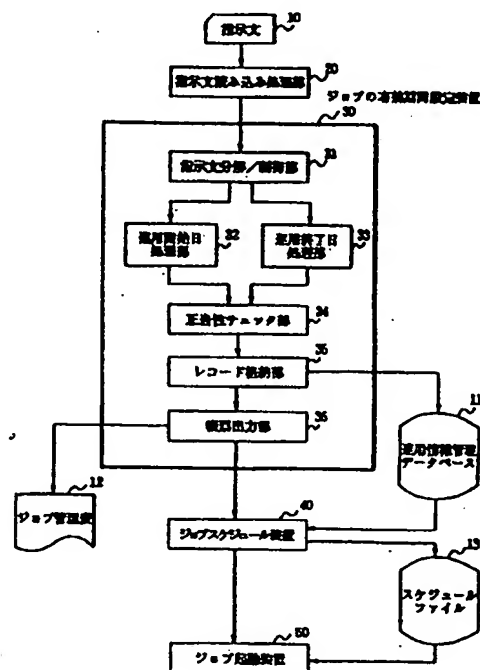 10
指示文
20
指示文読み込み処理部
ジョブの有効期間設定装置
30
31
指示文分部/制御部
運用開始日
処理部
32
運用終了日
処理部
33
正当性チェック部
34
レコード格納部
35
帳票出力部
36
11
運用情報管理
データベース
12
ジョブ管理表
40
ジョブスケジュール装置
13
スケジュール
ファイル
50
ジョブ起動装置